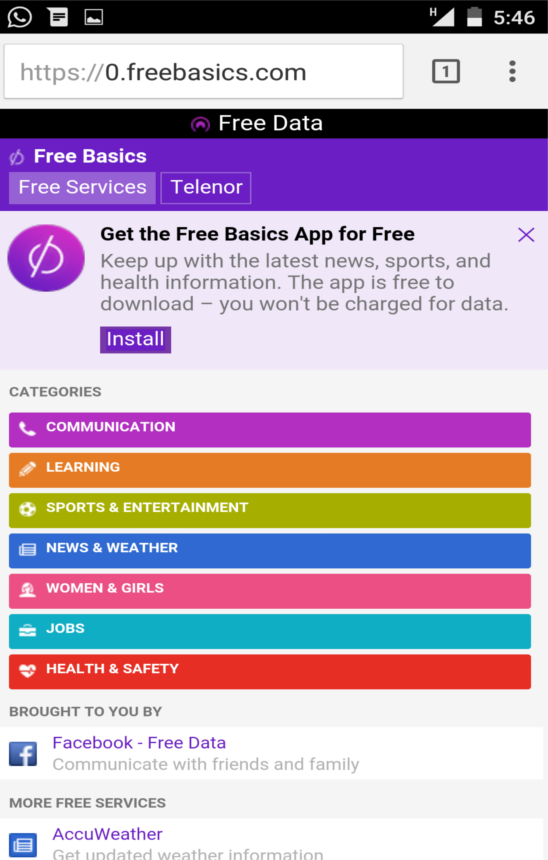 H 5:46
https://0.freebasics.com 1
Free Data
Free Basics
Free Services Telenor
Get the Free Basics App for Free
Keep up with the latest news, sports, and
health information. The app is free to
download – you won't be charged for data.
Install
CATEGORIES
COMMUNICATION
LEARNING
SPORTS & ENTERTAINMENT
NEWS & WEATHER
WOMEN & GIRLS
JOBS
HEALTH & SAFETY
BROUGHT TO YOU BY
Facebook - Free Data
Communicate with friends and family
MORE FREE SERVICES
AccuWeather
Get updated weather information